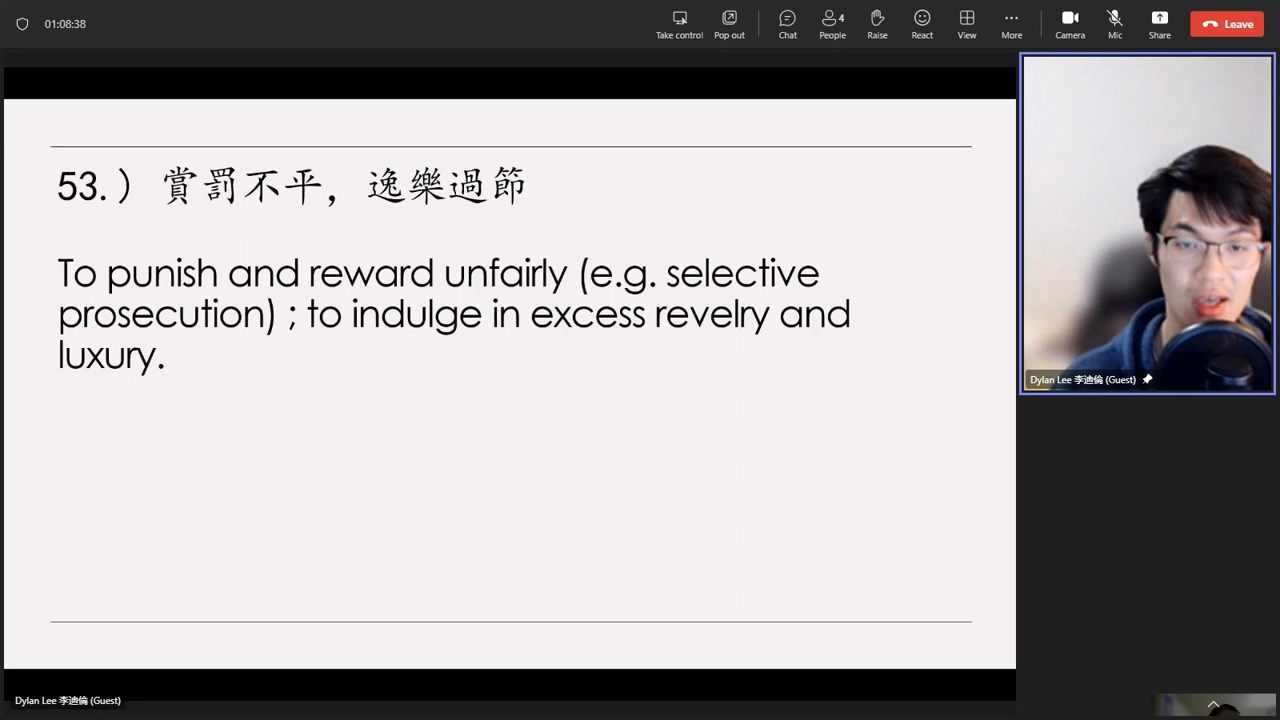 01:08:38
Take control
Pop out
Chat
4
People
Raise
React
View
More
Camera
Mic
Share
Leave
53.）賞罰不平，逸樂過節
To punish and reward unfairly (e.g. selective
prosecution) ; to indulge in excess revelry and
luxury.
Dylan Lee 李迪倫 (Guest)
Dylan Lee 李迪倫 (Guest)